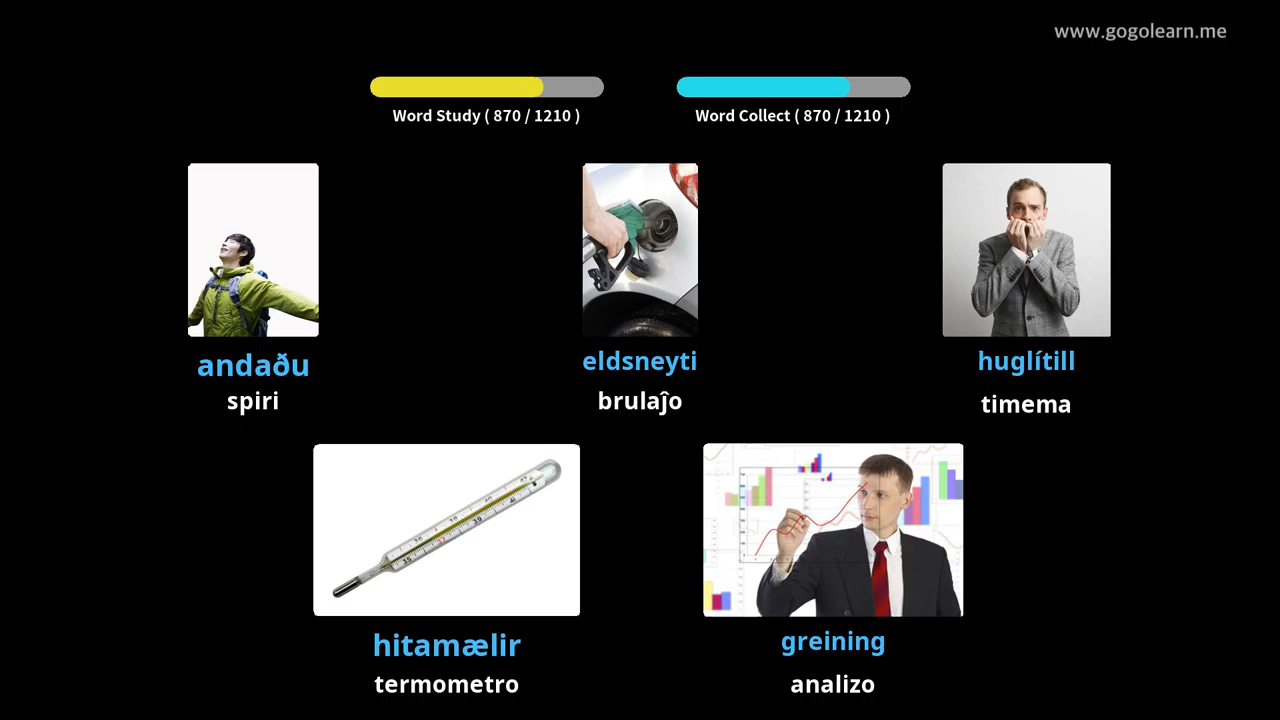 www.gogolearn.me
Word Study ( 870 / 1210 )
Word Collect ( 870 / 1210 )
andaðu
spiri
eldsneyti
brulaĵo
huglítill
timema
hitamælir
termometro
greining
analizo